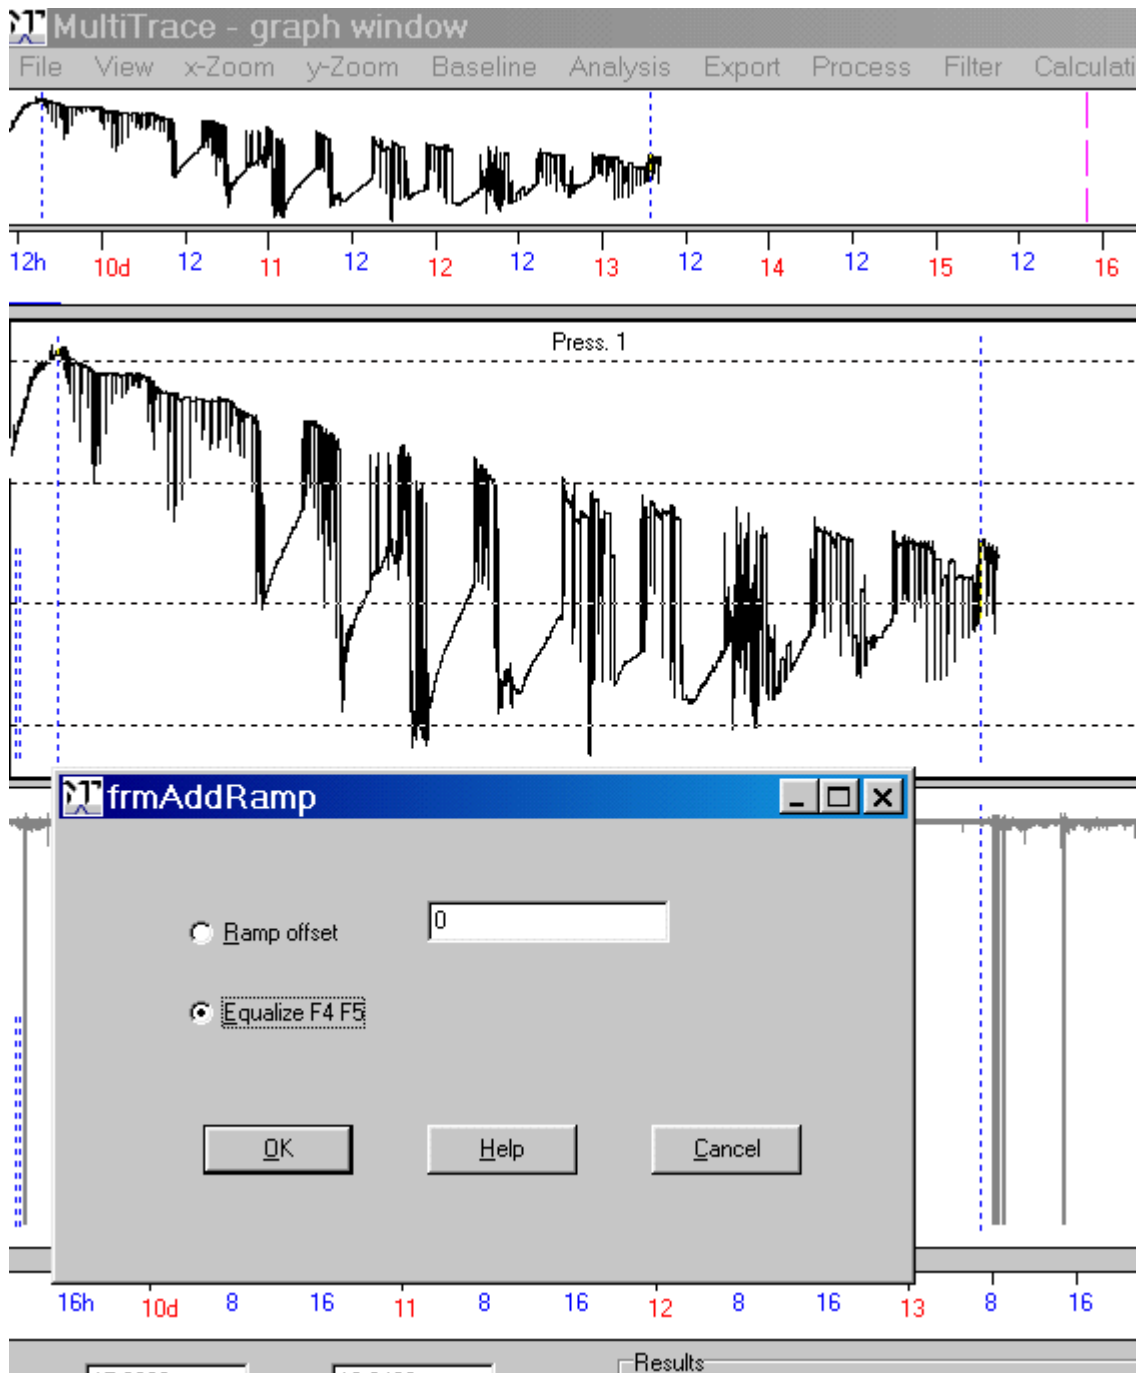 MultiTrace - graph window
File View x-Zoom y-Zoom Baseline Analysis Export Process Filter Calculati
12h 10d 12 11 12 12 12 13 12 14 12 15 12 16
Press. 1
frmAddRamp
Ramp offset 0
Equalize F4 F5
OK Help Cancel
16h 10d 8 16 11 8 16 12 8 16 13 8 16
Results